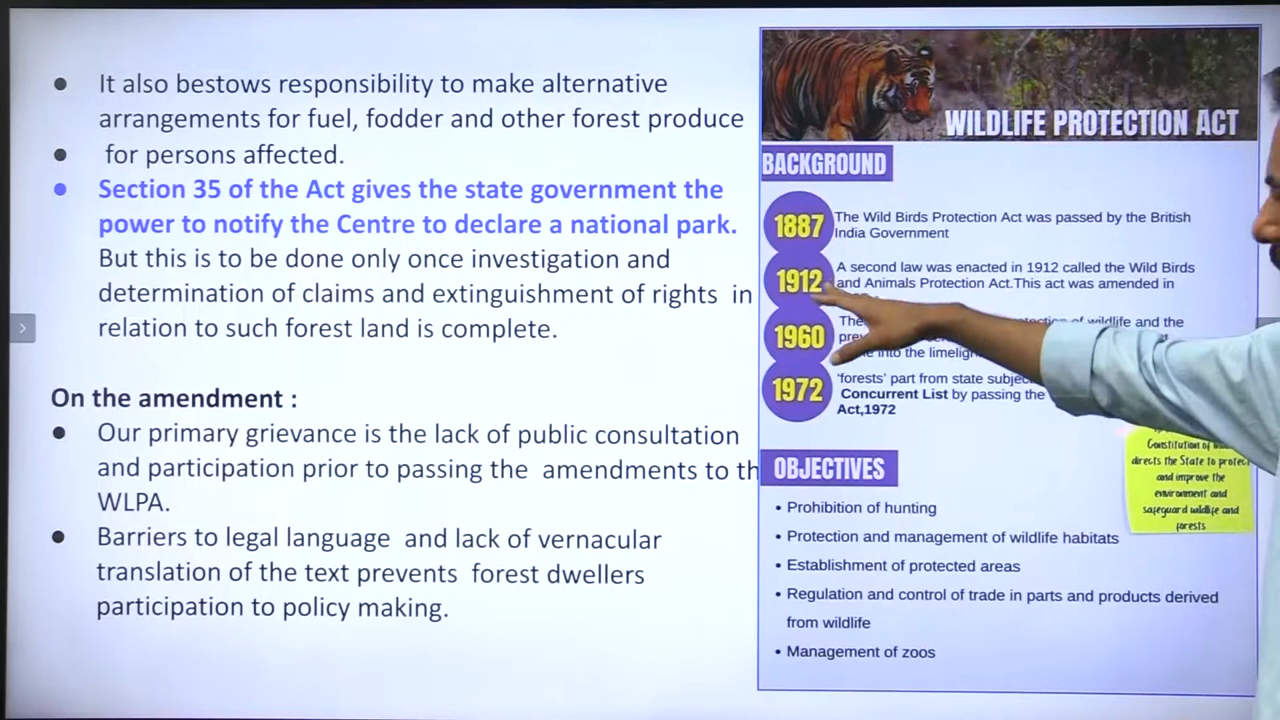 It also bestows responsibility to make alternative
arrangements for fuel, fodder and other forest produce
for persons affected.
Section 35 of the Act gives the state government the
power to notify the Centre to declare a national park.
But this is to be done only once investigation and
determination of claims and extinguishment of rights in
relation to such forest land is complete.
On the amendment :
Our primary grievance is the lack of public consultation
and participation prior to passing the amendments to th
WLPA.
Barriers to legal language and lack of vernacular
translation of the text prevents forest dwellers
participation to policy making.
WILDLIFE PROTECTION ACT
BACKGROUND
1887
The Wild Birds Protection Act was passed by the British
India Government
1912
A second law was enacted in 1912 called the Wild Birds
and Animals Protection Act.This act was amended in
1960
The of wildlife and the
into the
1972
'forests' part from state
Concurrent List by passing the
Act,1972
Constitution of
directs the State to protect
and improve the
environment and
safeguard wildlife and
forests
OBJECTIVES
• Prohibition of hunting
• Protection and management of wildlife habitats
• Establishment of protected areas
• Regulation and control of trade in parts and products derived
from wildlife
• Management of zoos